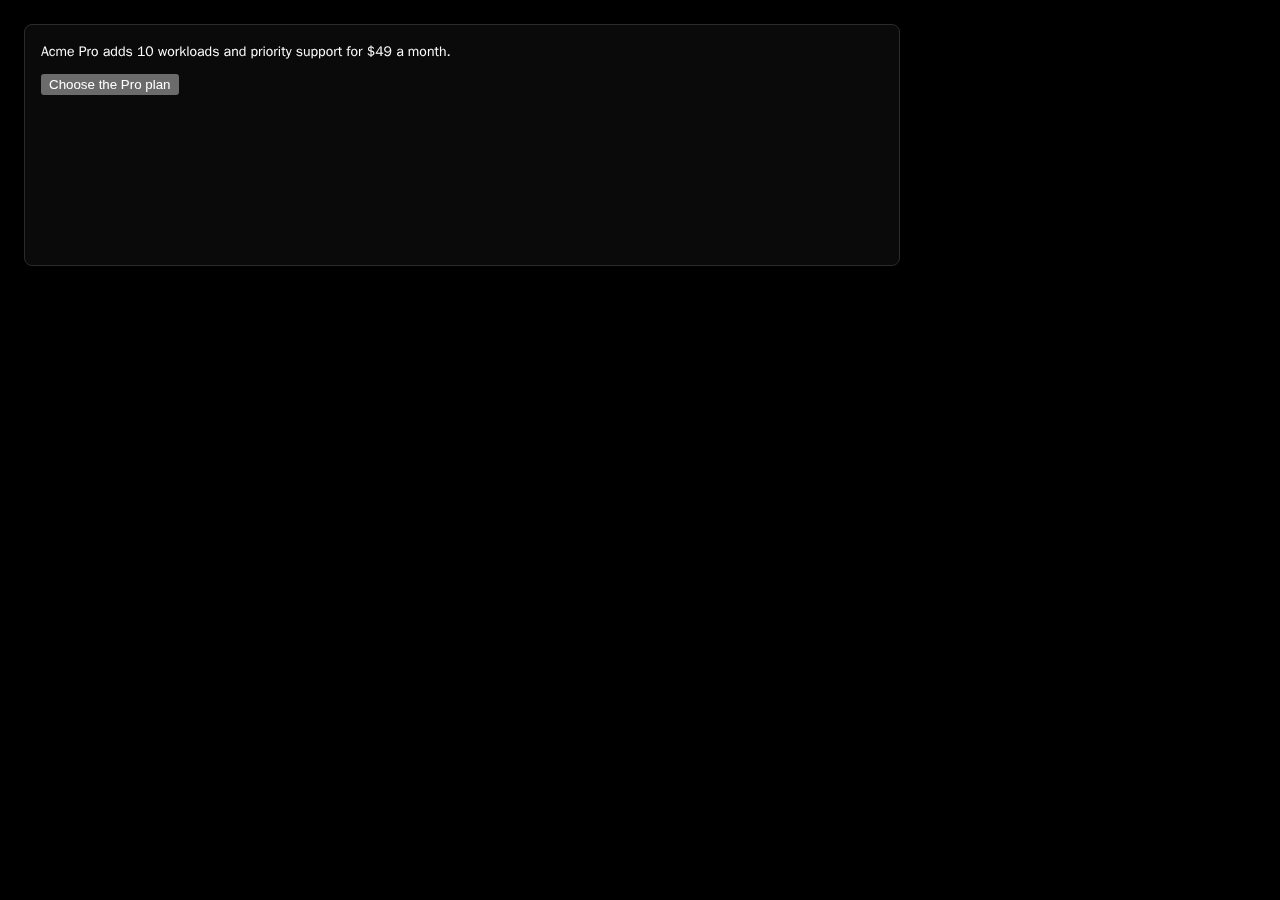 Acme Pro adds 10 workloads and priority support for $49 a month.
Choose the Pro plan